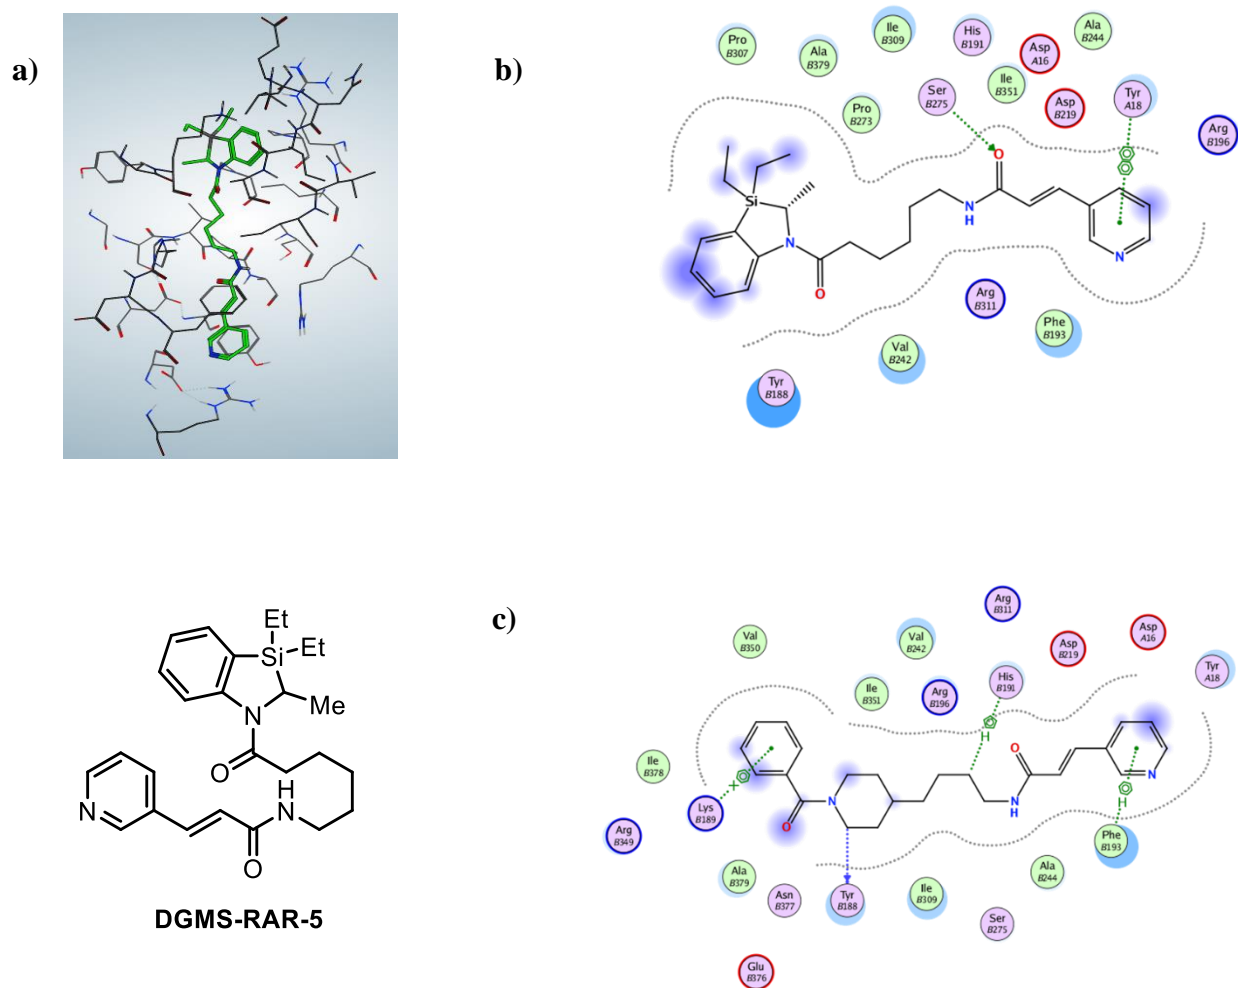 a)
b)
Pro
B307
Ala
B379
Ile
B309
His
B191
Asp
A16
Ala
B244
Pro
B273
Ser
B275
Ile
B351
Asp
B219
Tyr
A18
Arg
B196
O
Si
N
H
N
N
O
Arg
B311
Val
B242
Phe
B193
Tyr
B188
Et
Et
Si
N
Me
O
H
N
N
O
DGMS-RAR-5
c)
Arg
B311
Val
B350
Val
B242
Asp
B219
Asp
A16
Tyr
A18
Ile
B351
Arg
B196
His
B191
H
O
Ile
B378
Lys
B189
N
N
H
N
H
O
Arg
B349
Phe
B193
Ala
B379
Asn
B377
Tyr
B188
Ile
B309
Ala
B244
Ser
B275
Glu
B376